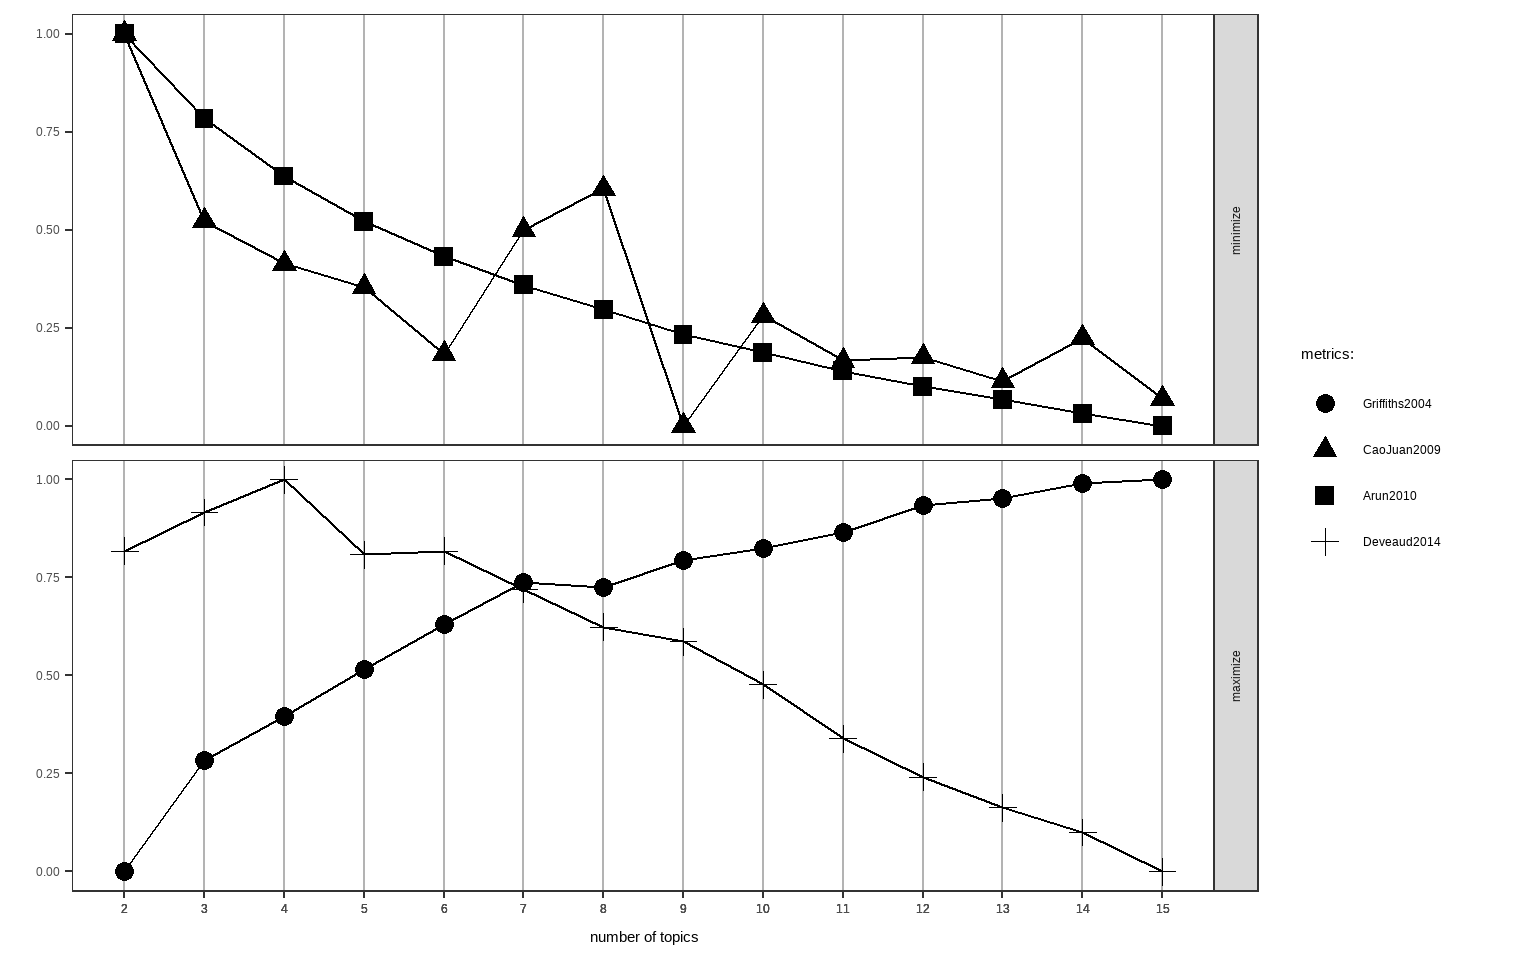 1.00
0.75
0.50
0.25
0.00
minimize
1.00
0.75
0.50
0.25
0.00
maximize
2 3 4 5 6 7 8 9 10 11 12 13 14 15
number of topics
metrics:
Griffiths2004
CaoJuan2009
Arun2010
Deveaud2014